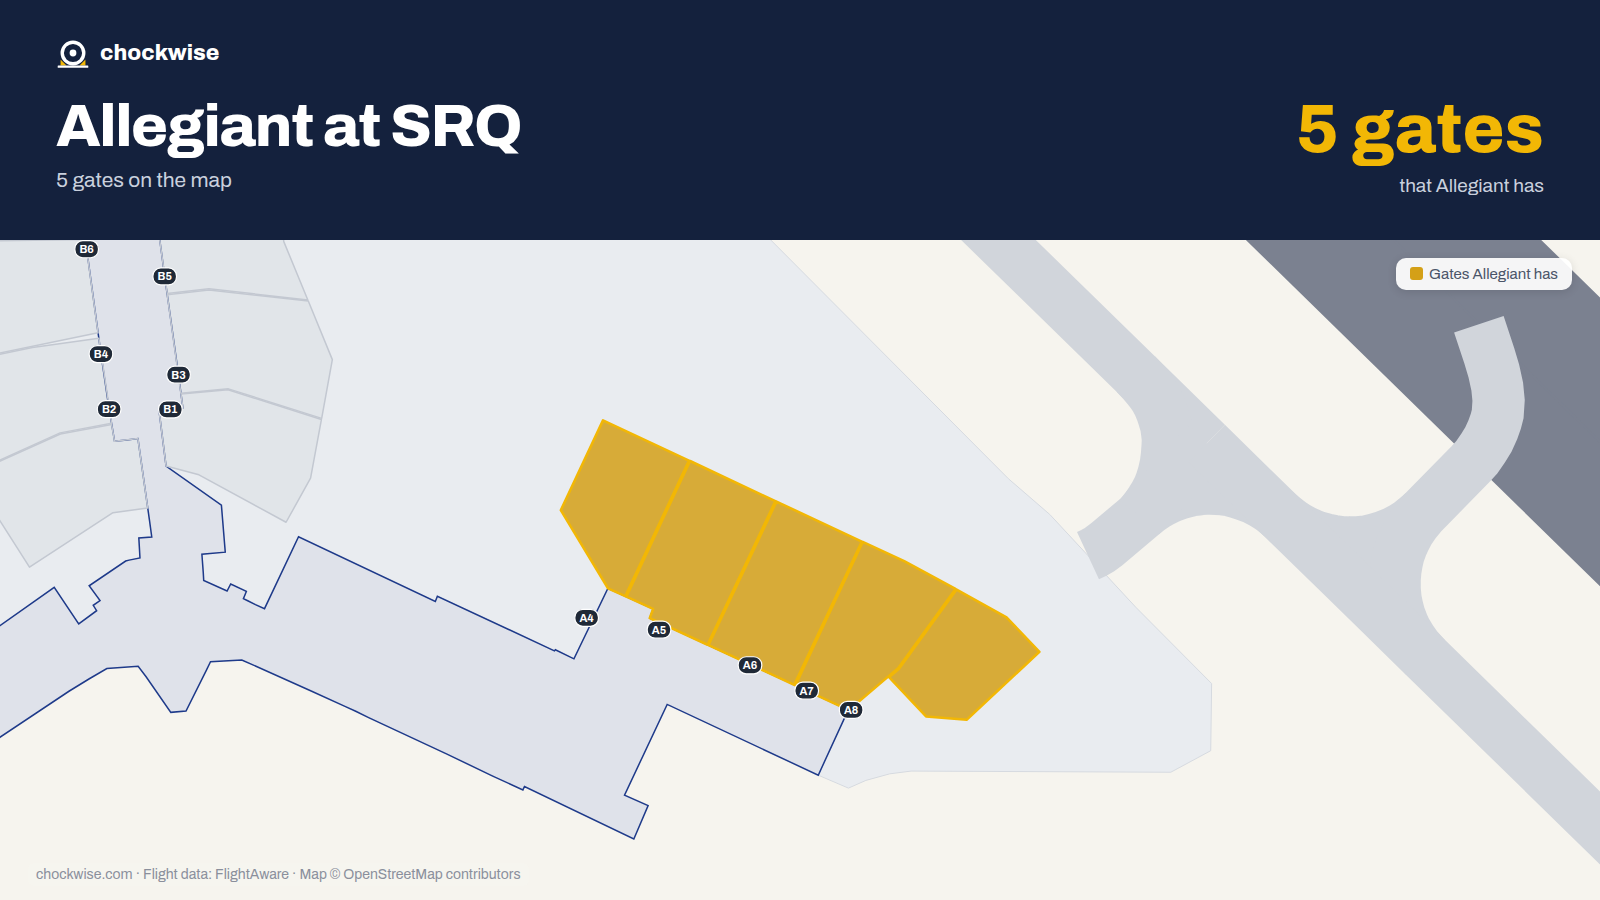 chockwise
Allegiant at SRQ
5 gates on the map
5 gates
that Allegiant has
Gates Allegiant has
B6
B5
B4
B3
B2
B1
A4
A5
A6
A7
A8
chockwise.com · Flight data: FlightAware · Map © OpenStreetMap contributors